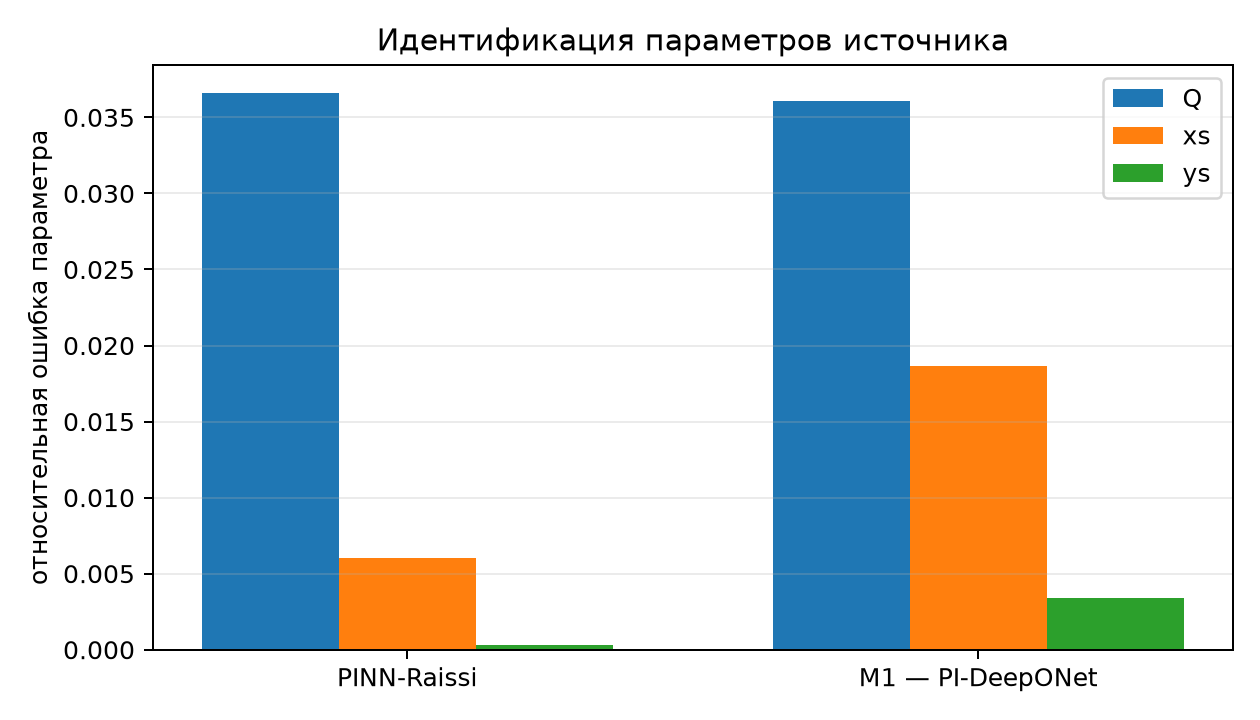 Идентификация параметров источника
относительная ошибка параметра
0.035
0.030
0.025
0.020
0.015
0.010
0.005
0.000
Q
xs
ys
PINN-Raissi
M1 — PI-DeepONet